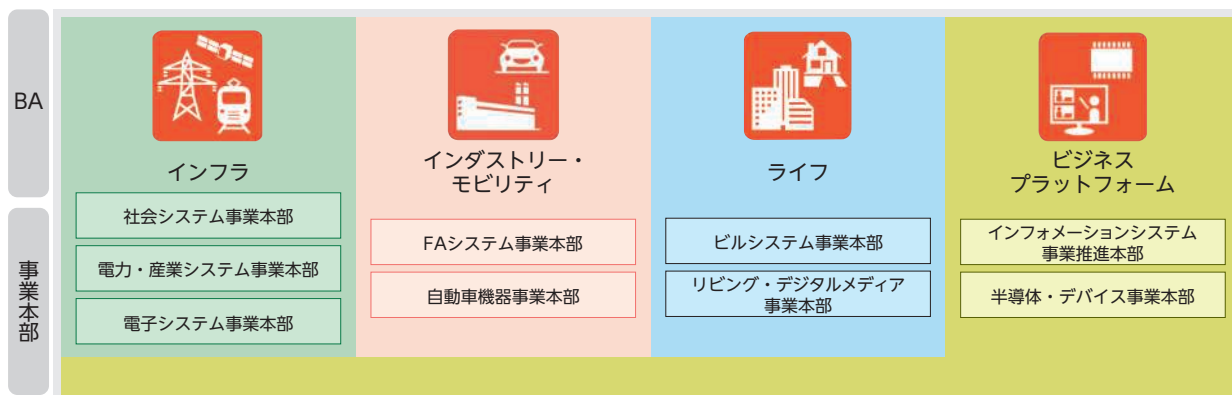 BA
インフラ
インダストリー・
モビリティ
ライフ
ビジネス
プラットフォーム
事業本部
社会システム事業本部
電力・産業システム事業本部
電子システム事業本部
FAシステム事業本部
自動車機器事業本部
ビルシステム事業本部
リビング・デジタルメディア
事業本部
インフォメーションシステム
事業推進本部
半導体・デバイス事業本部